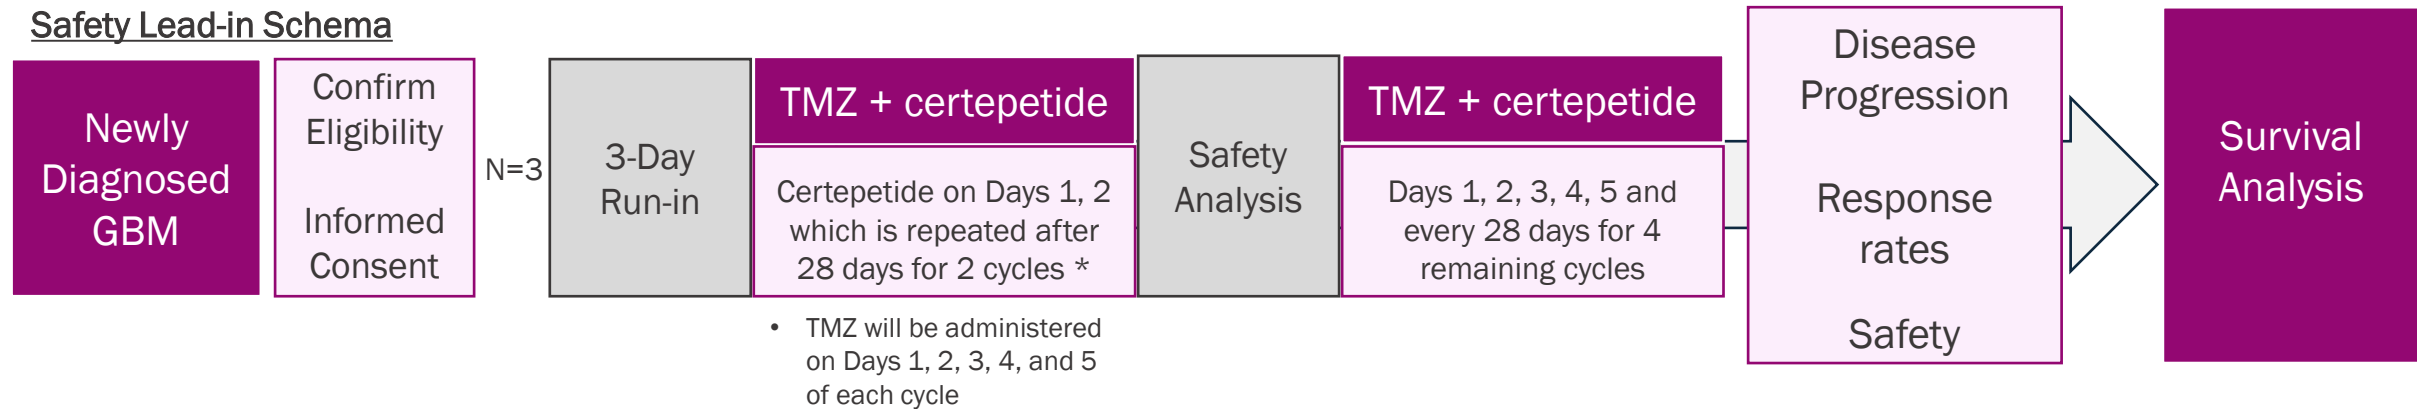 Safety Lead-in Schema
Newly
Diagnosed
GBM
Confirm
Eligibility
Informed
Consent
N=3
3-Day
Run-in
TMZ + certepetide
Certepetide on Days 1, 2
which is repeated after
28 days for 2 cycles *
• TMZ will be administered
on Days 1, 2, 3, 4, and 5
of each cycle
Safety
Analysis
TMZ + certepetide
Days 1, 2, 3, 4, 5 and
every 28 days for 4
remaining cycles
Disease
Progression
Response
rates
Safety
Survival
Analysis